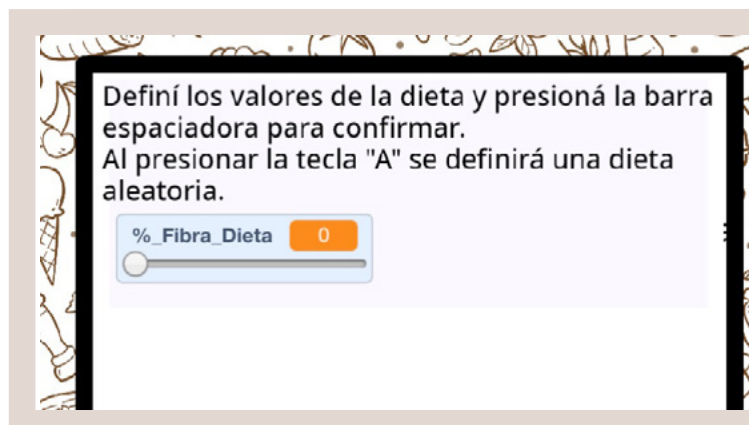 Definí los valores de la dieta y presioná la barra
espaciadora para confirmar.
Al presionar la tecla "A" se definirá una dieta
aleatoria.
%_Fibra_Dieta 0